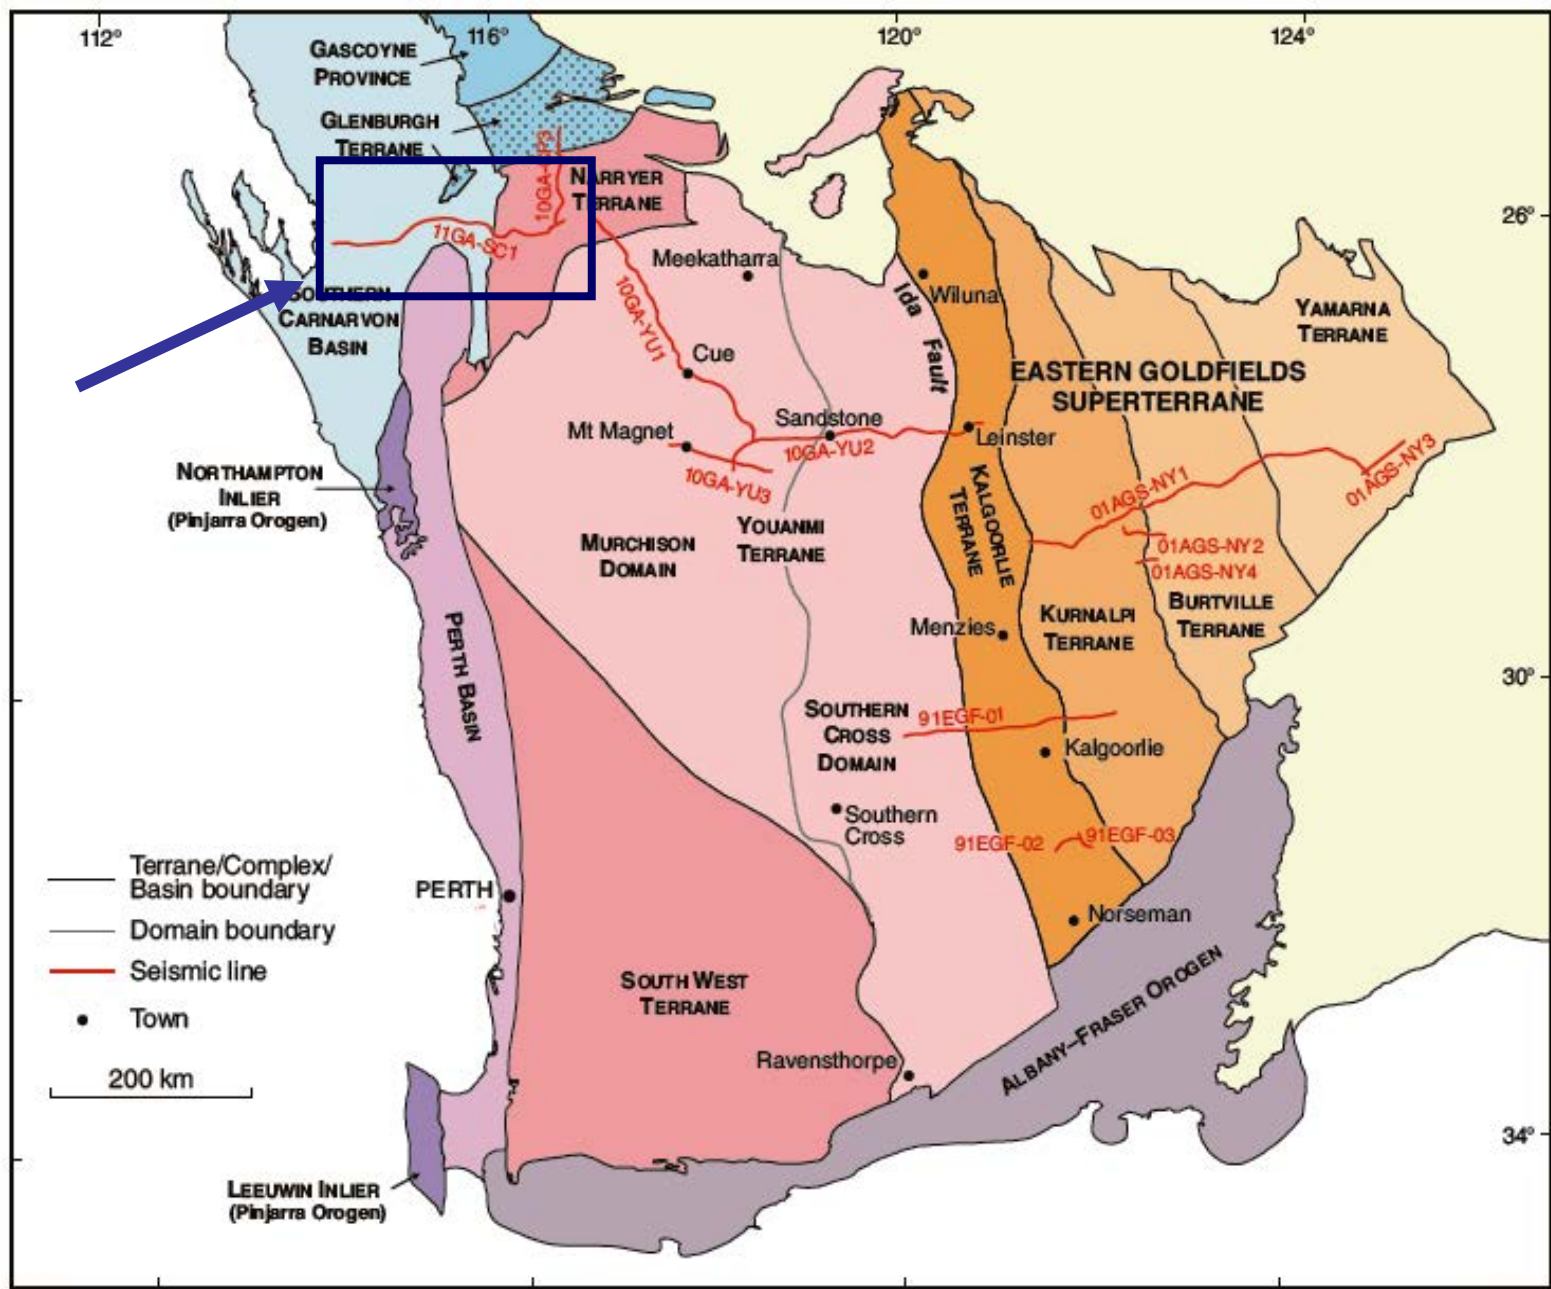 112°
116°
120°
124°
GASCOYNE
PROVINCE
GLENBURGH
TERRANE
10GA-CP3
NARRYER
TERRANE
26°
11GA-SC1
Meekatharra
Ida
Fault
Wiluna
SOUTHERN
CARNARVON
BASIN
10GA-YU1
YAMARNA
TERRANE
Cue
EASTERN GOLDFIELDS
SUPERTERRANE
Mt Magnet
Sandstone
Leinster
10GA-YU2
10GA-YU3
01AGS-NY1
01AGS-NY3
NORTHAMPTON
INLIER
(Pinjarra Orogen)
KALGOORLIE
TERRANE
MURCHISON
DOMAIN
YOUANMI
TERRANE
01AGS-NY2
01AGS-NY4
BURTVILLE
TERRANE
KURNALPI
TERRANE
Menzies
PERTH BASIN
30°
SOUTHERN
CROSS
DOMAIN
91EGF-01
Kalgoorlie
Southern
Cross
91EGF-02
91EGF-03
Terrane/Complex/
Basin boundary
PERTH
Norseman
Domain boundary
Seismic line
Town
200 km
SOUTH WEST
TERRANE
Ravensthorpe
ALBANY–FRASER OROGEN
34°
LEEUWIN INLIER
(Pinjarra Orogen)